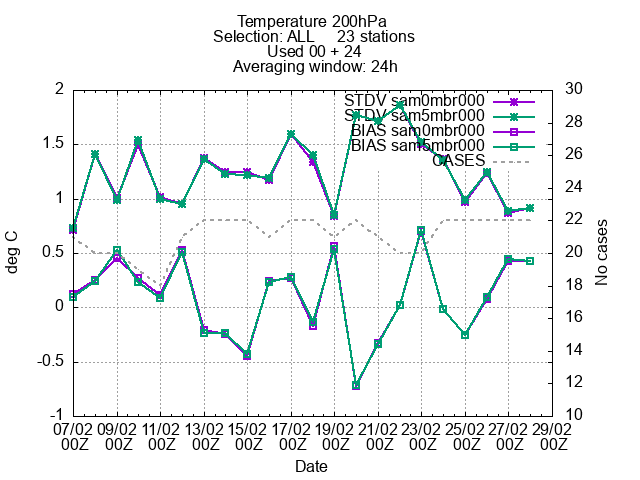 Temperature 200hPa
Selection: ALL 23 stations
Used 00 + 24
Averaging window: 24h
STDV sam0mbr000
STDV sam5mbr000
BIAS sam0mbr000
BIAS sam5mbr000
CASES
2
1.5
1
0.5
0
-0.5
-1
deg C
30
28
26
24
22
20
18
16
14
12
10
No cases
07/02 09/02 11/02 13/02 15/02 17/02 19/02 21/02 23/02 25/02 27/02 29/02
00Z 00Z 00Z 00Z 00Z 00Z 00Z 00Z 00Z 00Z 00Z 00Z
Date